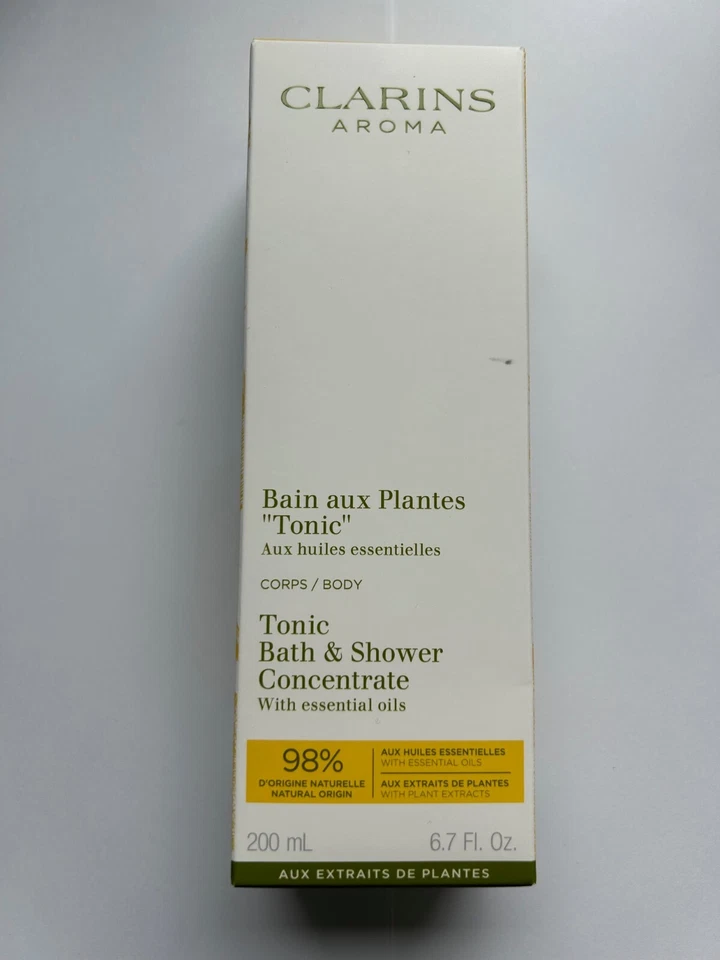 CLARINS
AROMA
Bain aux Plantes
"Tonic"
Aux huiles essentielles
CORPS / BODY
Tonic
Bath & Shower
Concentrate
With essential oils
98%
D'ORIGINE NATURELLE
NATURAL ORIGIN
AUX HUILES ESSENTIELLES
WITH ESSENTIAL OILS
AUX EXTRAITS DE PLANTES
WITH PLANT EXTRACTS
200 mL 6.7 Fl. Oz.
AUX EXTRAITS DE PLANTES